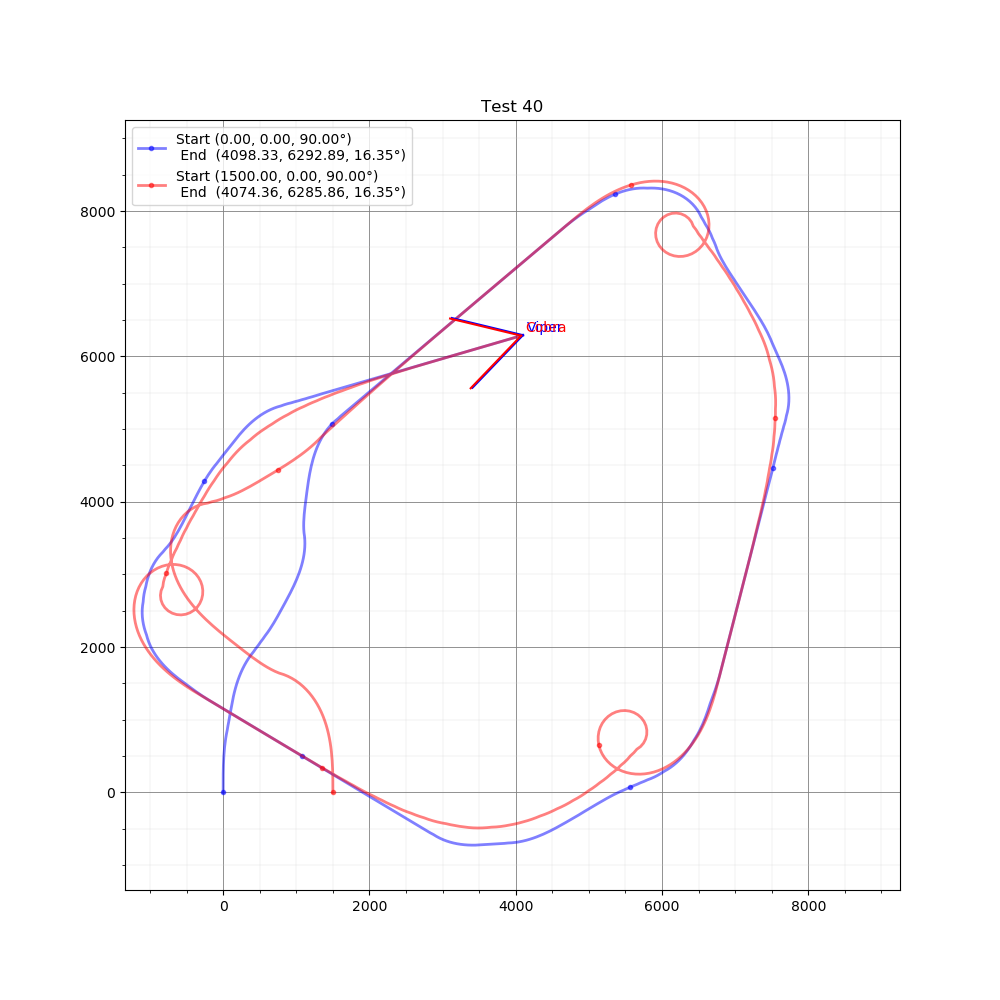 Test 40
Start (0.00, 0.00, 90.00°)
End (4098.33, 6292.89, 16.35°)
Start (1500.00, 0.00, 90.00°)
End (4074.36, 6285.86, 16.35°)
8000
6000
4000
2000
0
0 2000 4000 6000 8000